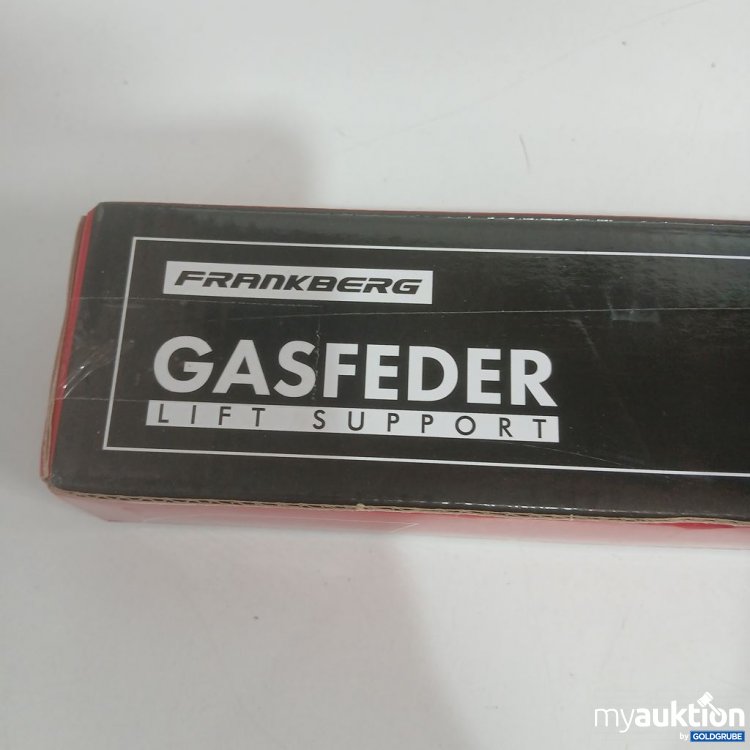 FRANKBERG
GASFEDER
LIFT SUPPORT
myauktion
by GOLDGRUBE